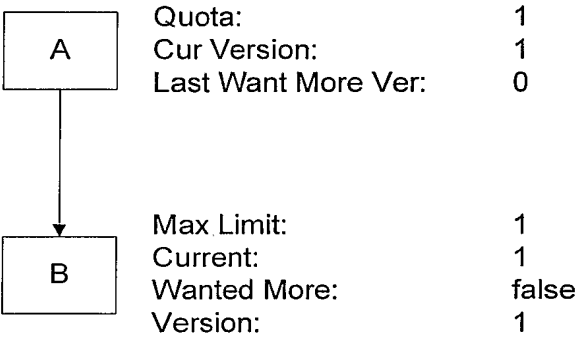 A
Quota: 1
Cur Version: 1
Last Want More Ver: 0
B
Max Limit: 1
Current: 1
Wanted More: false
Version: 1